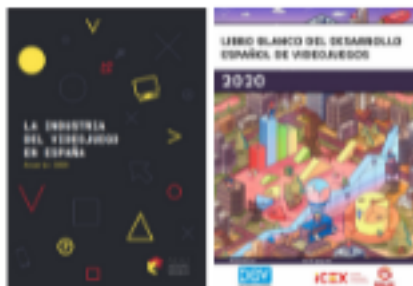 LA INDUSTRIA
DEL VIDEOJUEGO
EN ESPAÑA
LIBRO BLANCO DEL DESARROLLO
ESPAÑOL DE VIDEOJUEGOS
2020
DEV
ICEX